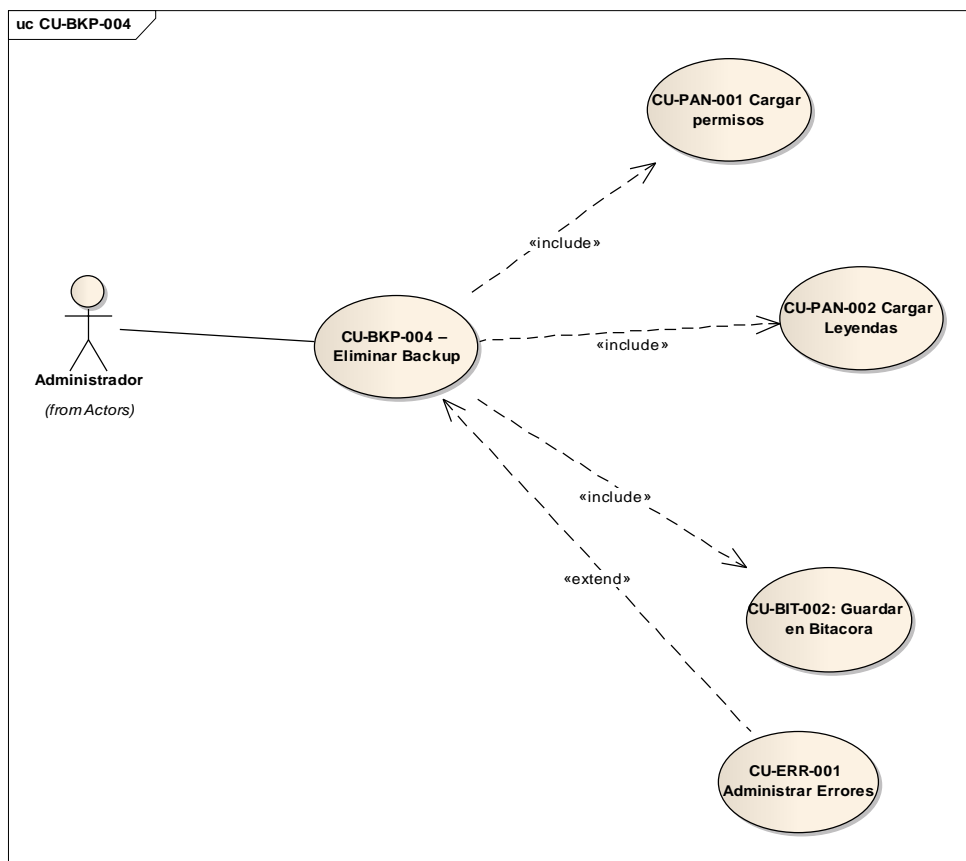 uc CU-BKP-004
CU-PAN-001 Cargar
permisos
«include»
CU-PAN-002 Cargar
Leyendas
«include»
CU-BKP-004 –
Eliminar Backup
Administrador
(from Actors)
«include»
«extend»
CU-BIT-002: Guardar
en Bitacora
CU-ERR-001
Administrar Errores